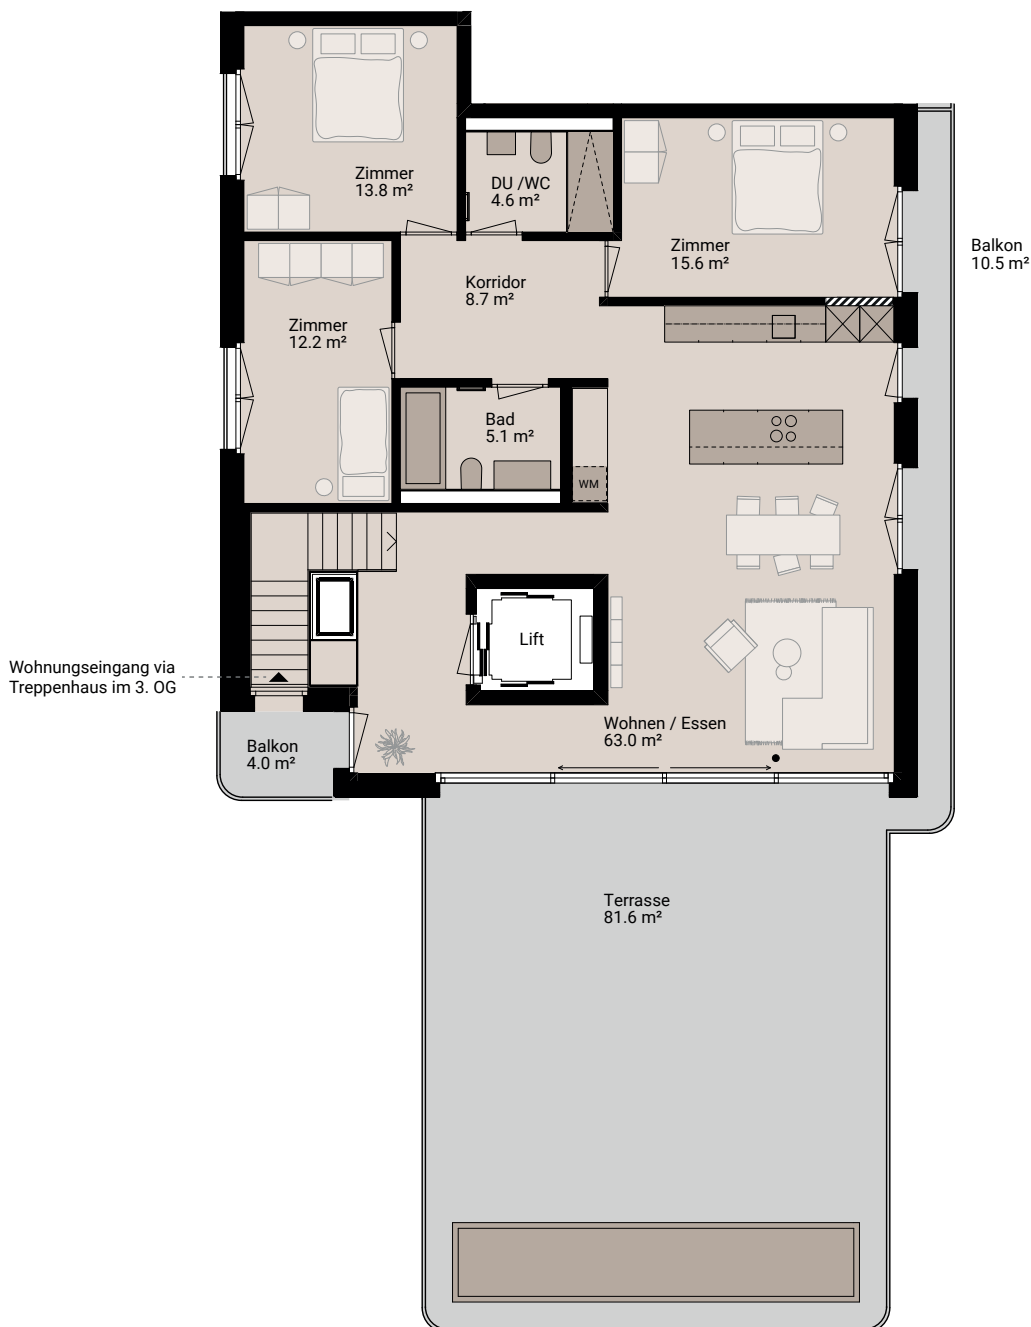 Zimmer
13.8 m²
DU /WC
4.6 m²
Zimmer
15.6 m²
Balkon
10.5 m²
Korridor
8.7 m²
Zimmer
12.2 m²
Bad
5.1 m²
WM
Lift
Wohnungseingang via
Treppenhaus im 3. OG
Wohnen / Essen
63.0 m²
Balkon
4.0 m²
Terrasse
81.6 m²